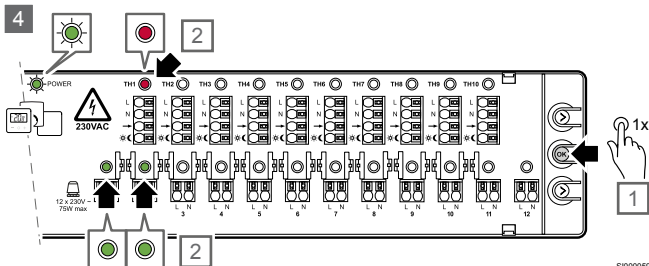 4
2
POWER
TH1 TH2 TH3 TH4 TH5 TH6 TH7 TH8 TH9 TH10
L L L L L L L L L L
N N N N N N N N N N
230VAC
OK
1x
1
12 x 230V ~
75W max
L N L N L N L N L N L N L N L N L N L N
3 4 5 6 7 8 9 10 11 12
2